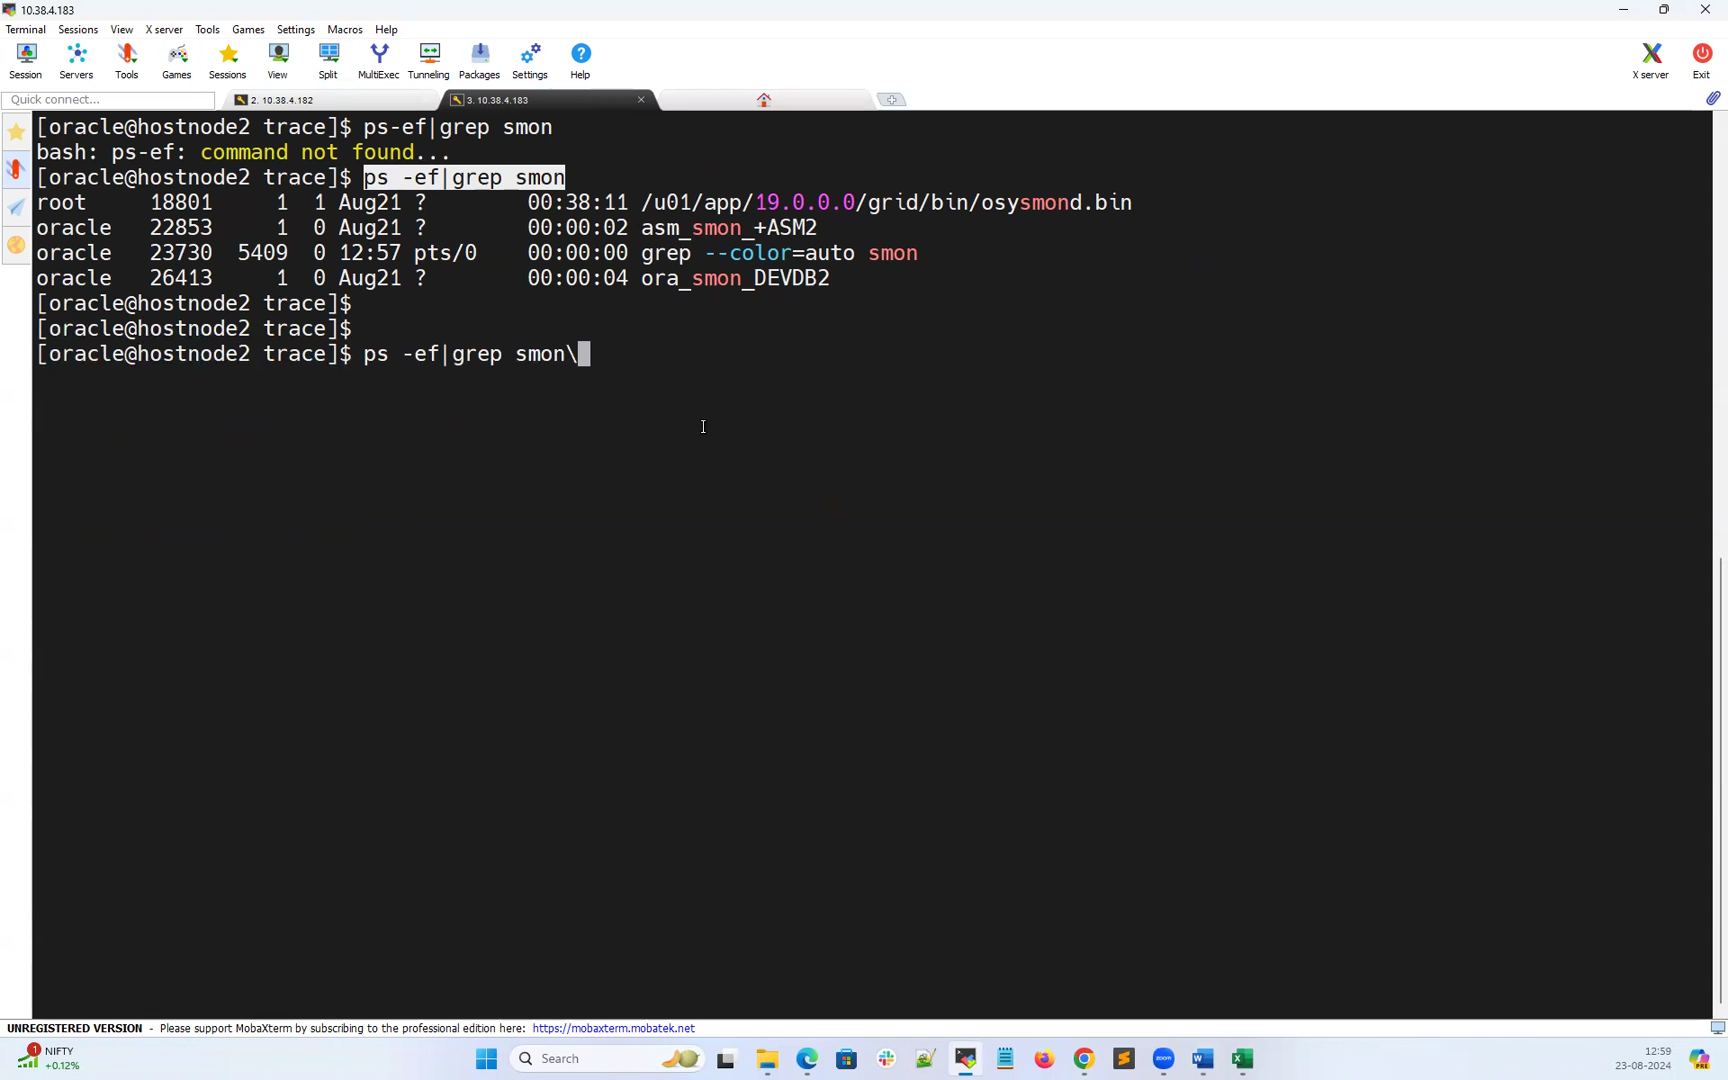 10.38.4.183
Terminal Sessions View X server Tools Games Settings Macros Help
Session Servers Tools Games Sessions View Split MultiExec Tunneling Packages Settings Help X server Exit
Quick connect... 2. 10.38.4.182 3. 10.38.4.183
[oracle@hostnode2 trace]$ ps-ef|grep smon
bash: ps-ef: command not found...
[oracle@hostnode2 trace]$ ps -ef|grep smon
root 18801 1 1 Aug21 ? 00:38:11 /u01/app/19.0.0.0/grid/bin/osysmond.bin
oracle 22853 1 0 Aug21 ? 00:00:02 asm_smon_+ASM2
oracle 23730 5409 0 12:57 pts/0 00:00:00 grep --color=auto smon
oracle 26413 1 0 Aug21 ? 00:00:04 ora_smon_DEVDB2
[oracle@hostnode2 trace]$
[oracle@hostnode2 trace]$
[oracle@hostnode2 trace]$ ps -ef|grep smon\
UNREGISTERED VERSION - Please support MobaXterm by subscribing to the professional edition here: https://mobaxterm.mobatek.net
1 NIFTY
+0.12%
Search
zoom
PRE
12:59
23-08-2024